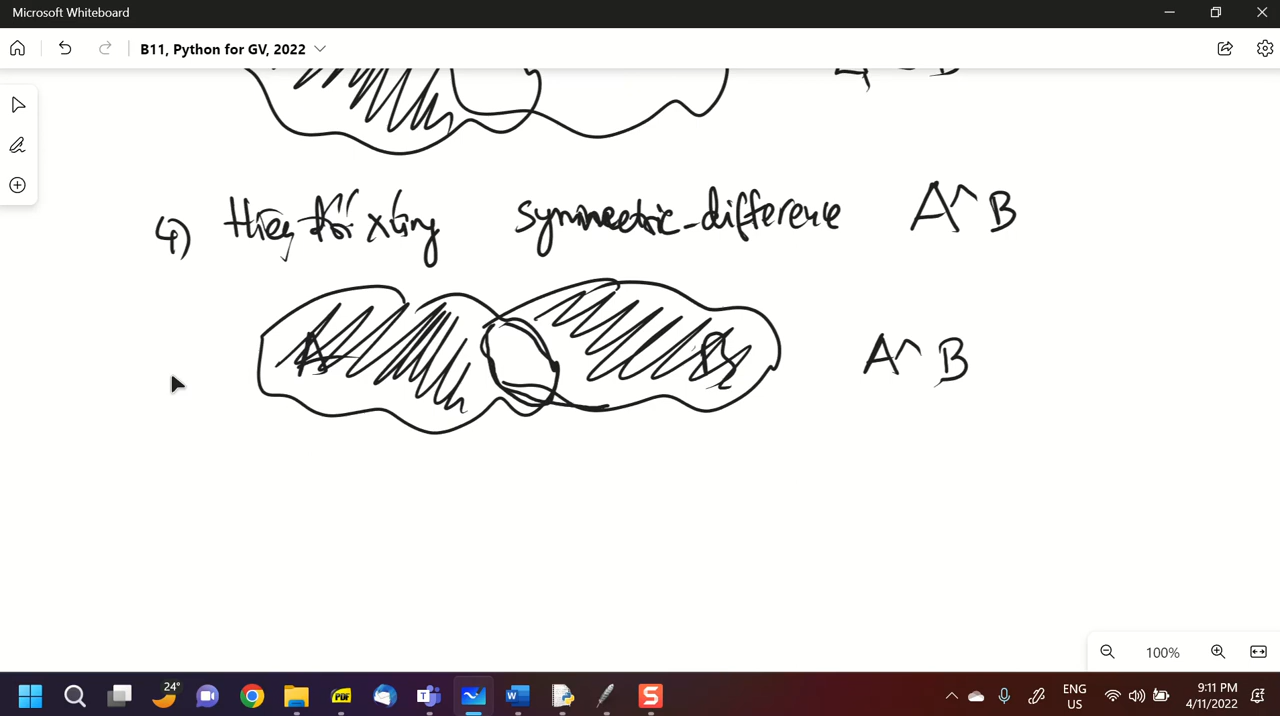 Microsoft Whiteboard
B11, Python for GV, 2022
4) Hiệu đối xứng symmetric_difference A^B
A B A^B
100%
24°
PDF
W
S
ENG
US
9:11 PM
4/11/2022